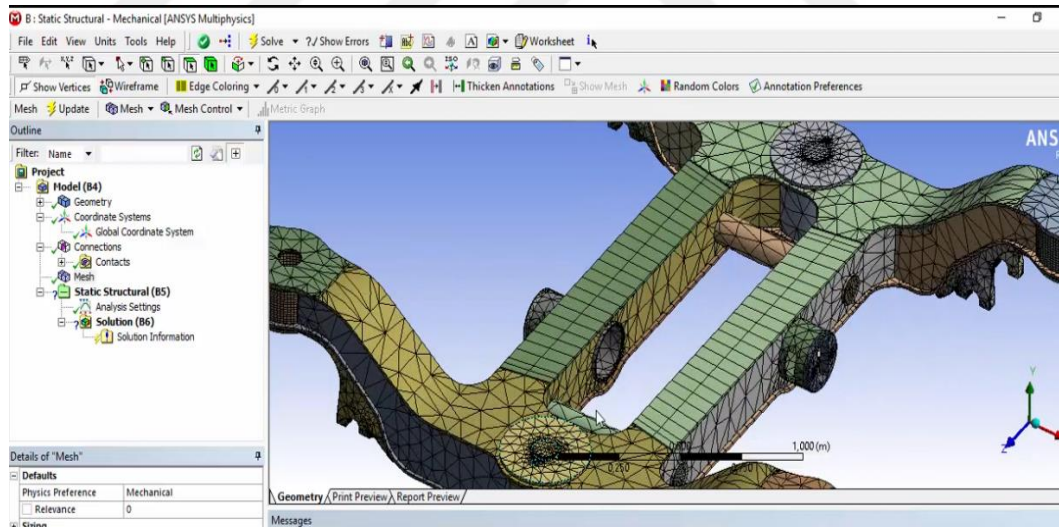 B : Static Structural - Mechanical [ANSYS Multiphysics]
File Edit View Units Tools Help Solve ?/ Show Errors Worksheet
Show Vertices Wireframe Edge Coloring Thicken Annotations Show Mesh Random Colors Annotation Preferences
Mesh Update Mesh Mesh Control Metric Graph
Outline
Filter: Name
Project
Model (B4)
Geometry
Coordinate Systems
Global Coordinate System
Connections
Contacts
Mesh
Static Structural (B5)
Analysis Settings
Solution (B6)
Solution Information
ANS
Y
Z
1,000 (m)
0,250
Details of "Mesh"
Defaults
Physics Preference Mechanical
Relevance 0
Sizing
Geometry Print Preview Report Preview
Messages